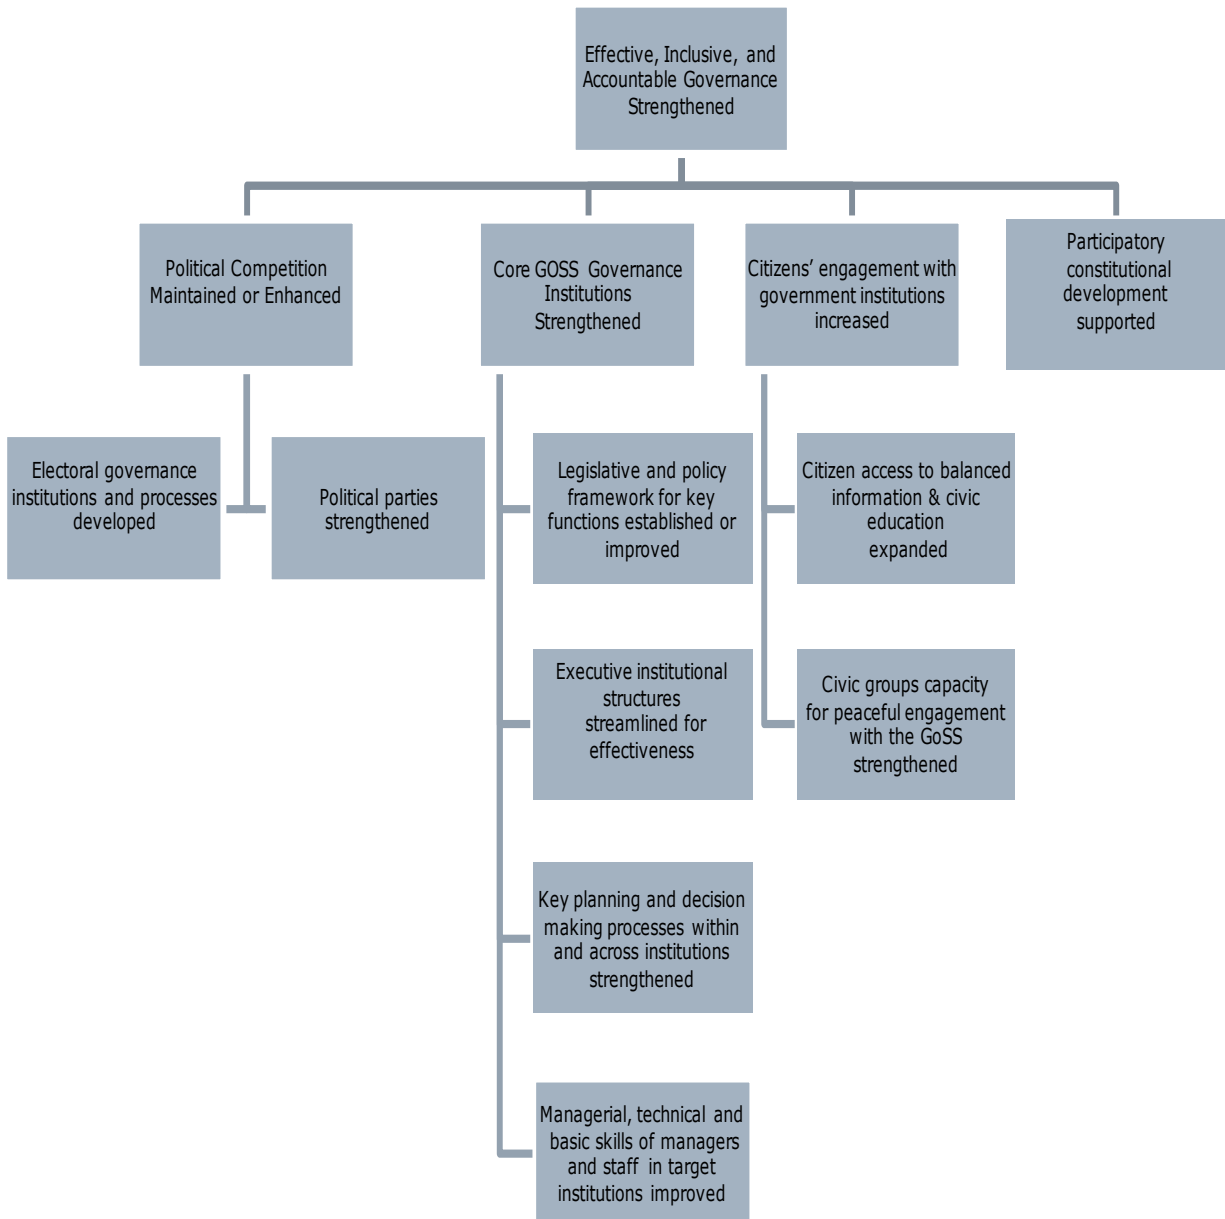 Effective, Inclusive, and
Accountable Governance
Strengthened
Political Competition
Maintained or Enhanced
Core GOSS Governance
Institutions
Strengthened
Citizens’ engagement with
government institutions
increased
Participatory
constitutional
development
supported
Electoral governance
institutions and processes
developed
Political parties
strengthened
Legislative and policy
framework for key
functions established or
improved
Citizen access to balanced
information & civic
education
expanded
Executive institutional
structures
streamlined for
effectiveness
Civic groups capacity
for peaceful engagement
with the GoSS
strengthened
Key planning and decision
making processes within
and across institutions
strengthened
Managerial, technical and
basic skills of managers
and staff in target
institutions improved